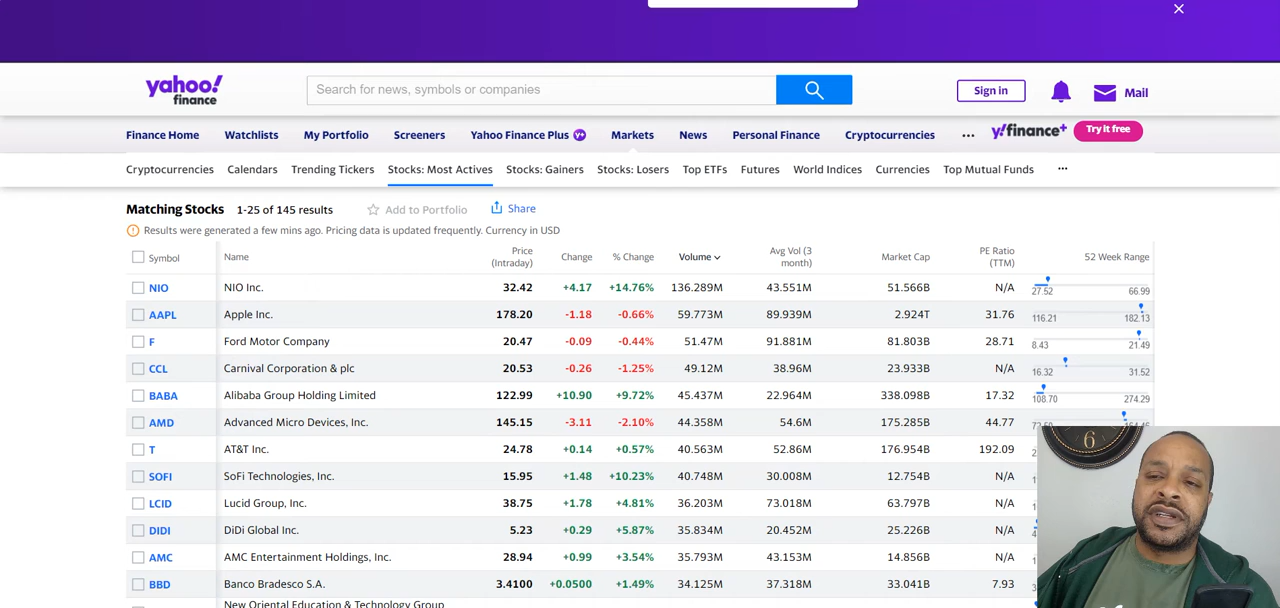 yahoo!
finance
Search for news, symbols or companies
Sign in
Mail
Finance Home Watchlists My Portfolio Screeners Yahoo Finance Plus Y+ Markets News Personal Finance Cryptocurrencies ... y!finance+ Try it free
Cryptocurrencies Calendars Trending Tickers Stocks: Most Actives Stocks: Gainers Stocks: Losers Top ETFs Futures World Indices Currencies Top Mutual Funds ...
Matching Stocks 1-25 of 145 results Add to Portfolio Share
Results were generated a few mins ago. Pricing data is updated frequently. Currency in USD
Symbol Name Price (Intraday) Change % Change Volume Avg Vol (3 month) Market Cap PE Ratio (TTM) 52 Week Range
NIO NIO Inc. 32.42 +4.17 +14.76% 136.289M 43.551M 51.566B N/A 27.52 66.99
AAPL Apple Inc. 178.20 -1.18 -0.66% 59.773M 89.939M 2.924T 31.76 116.21 182.13
F Ford Motor Company 20.47 -0.09 -0.44% 51.47M 91.881M 81.803B 28.71 8.43 21.49
CCL Carnival Corporation & plc 20.53 -0.26 -1.25% 49.12M 38.96M 23.933B N/A 16.32 31.52
BABA Alibaba Group Holding Limited 122.99 +10.90 +9.72% 45.437M 22.964M 338.098B 17.32 108.70 274.29
AMD Advanced Micro Devices, Inc. 145.15 -3.11 -2.10% 44.358M 54.6M 175.285B 44.77
T AT&T Inc. 24.78 +0.14 +0.57% 40.563M 52.86M 176.954B 192.09
SOFI SoFi Technologies, Inc. 15.95 +1.48 +10.23% 40.748M 30.008M 12.754B N/A
LCID Lucid Group, Inc. 38.75 +1.78 +4.81% 36.203M 73.018M 63.797B N/A
DIDI DiDi Global Inc. 5.23 +0.29 +5.87% 35.834M 20.452M 25.226B N/A
AMC AMC Entertainment Holdings, Inc. 28.94 +0.99 +3.54% 35.793M 43.153M 14.856B N/A
BBD Banco Bradesco S.A. 3.4100 +0.0500 +1.49% 34.125M 37.318M 33.041B 7.93
New Oriental Education & Technology Group
6